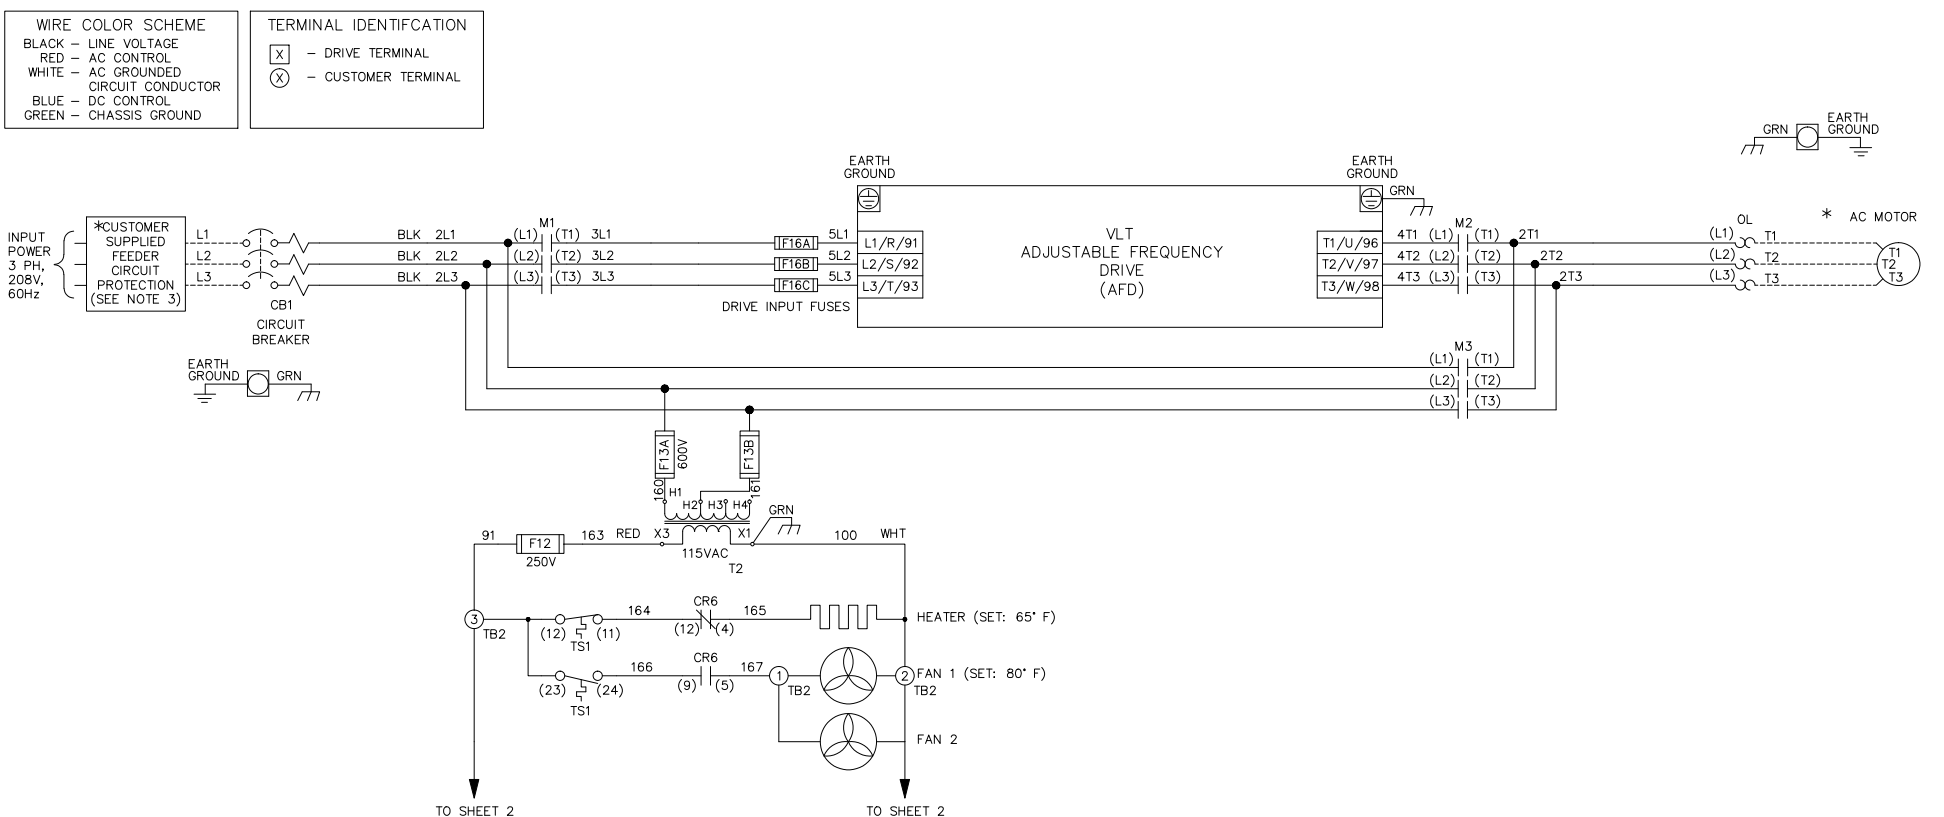 WIRE COLOR SCHEME
BLACK – LINE VOLTAGE
RED – AC CONTROL
WHITE – AC GROUNDED
CIRCUIT CONDUCTOR
BLUE – DC CONTROL
GREEN – CHASSIS GROUND
TERMINAL IDENTIFCATION
X – DRIVE TERMINAL
X – CUSTOMER TERMINAL
GRN
EARTH
GROUND
INPUT
POWER
3 PH,
208V,
60Hz
*CUSTOMER
SUPPLIED
FEEDER
CIRCUIT
PROTECTION
(SEE NOTE 3)
L1
L2
L3
CB1
CIRCUIT
BREAKER
EARTH
GROUND
GRN
BLK 2L1
BLK 2L2
BLK 2L3
M1
(L1) (T1) 3L1
(L2) (T2) 3L2
(L3) (T3) 3L3
F16A 5L1
F16B 5L2
F16C 5L3
DRIVE INPUT FUSES
EARTH
GROUND
L1/R/91
L2/S/92
L3/T/93
VLT
ADJUSTABLE FREQUENCY
DRIVE
(AFD)
EARTH
GROUND
GRN
T1/U/96
T2/V/97
T3/W/98
M2
4T1 (L1) (T1) 2T1
4T2 (L2) (T2) 2T2
4T3 (L3) (T3) 2T3
OL
(L1) T1
(L2) T2
(L3) T3
* AC MOTOR
T1
T2
T3
M3
(L1) (T1)
(L2) (T2)
(L3) (T3)
F13A
600V
F13B
160
161
H1
H2 H3 H4
GRN
91
F12
250V
163 RED X3
X1
115VAC
T2
100 WHT
3
TB2
(12) (11)
TS1
164
CR6
(12) (4)
165
HEATER (SET: 65° F)
(23) (24)
TS1
166
CR6
(9) (5)
167
1
TB2
2
TB2
FAN 1 (SET: 80° F)
FAN 2
TO SHEET 2
TO SHEET 2